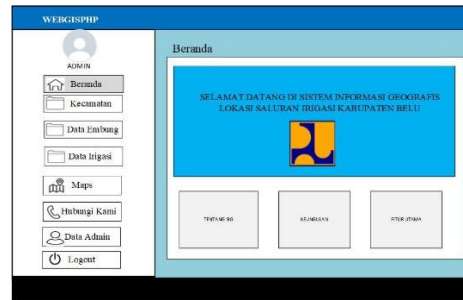 WEBGISPHP
ADMIN
Beranda
Kecamatan
Data Embung
Data Irigasi
Maps
Hubungi Kami
Data Admin
Logout
Beranda
SELAMAT DATANG DI SISTEM INFORMASI GEOGRAFIS
LOKASI SALURAN IRIGASI KABUPATEN BELU
TENTANG SIG
KEUNGULAN
FITUR UTAMA